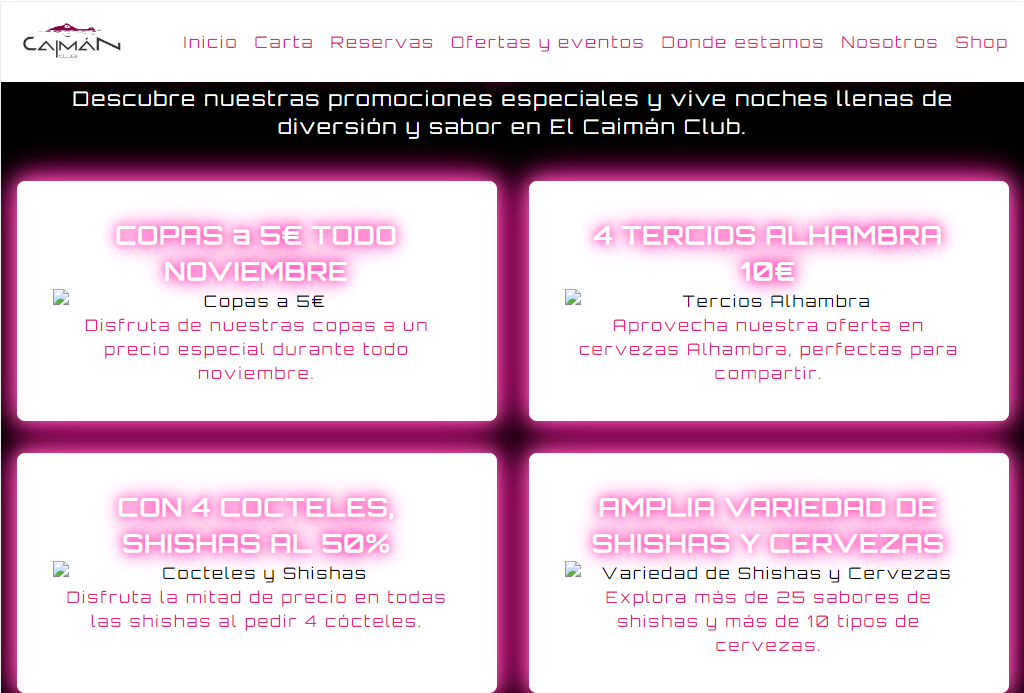 CAIMÁN
CLUB
Inicio Carta Reservas Ofertas y eventos Donde estamos Nosotros Shop
Descubre nuestras promociones especiales y vive noches llenas de
diversión y sabor en El Caimán Club.
COPAS a 5€ TODO
NOVIEMBRE
Copas a 5€
Disfruta de nuestras copas a un
precio especial durante todo
noviembre.
4 TERCIOS ALHAMBRA
10€
Tercios Alhambra
Aprovecha nuestra oferta en
cervezas Alhambra, perfectas para
compartir.
CON 4 COCTELES,
SHISHAS AL 50%
Cocteles y Shishas
Disfruta la mitad de precio en todas
las shishas al pedir 4 cócteles.
AMPLIA VARIEDAD DE
SHISHAS Y CERVEZAS
Variedad de Shishas y Cervezas
Explora más de 25 sabores de
shishas y más de 10 tipos de
cervezas.